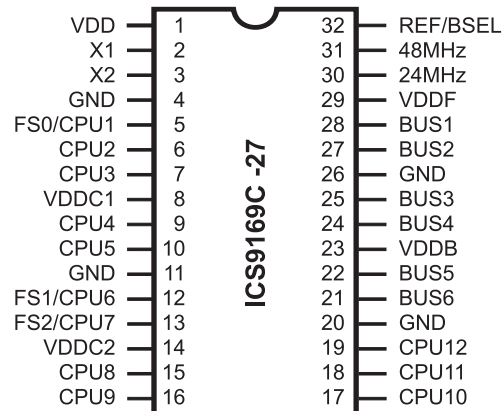 VDD 1 32 REF/BSEL
X1 2 31 48MHz
X2 3 30 24MHz
GND 4 29 VDDF
FS0/CPU1 5 28 BUS1
CPU2 6 27 BUS2
CPU3 7 26 GND
VDDC1 8 25 BUS3
CPU4 9 24 BUS4
CPU5 10 23 VDDB
GND 11 22 BUS5
FS1/CPU6 12 21 BUS6
FS2/CPU7 13 20 GND
VDDC2 14 19 CPU12
CPU8 15 18 CPU11
CPU9 16 17 CPU10
ICS9169C -27